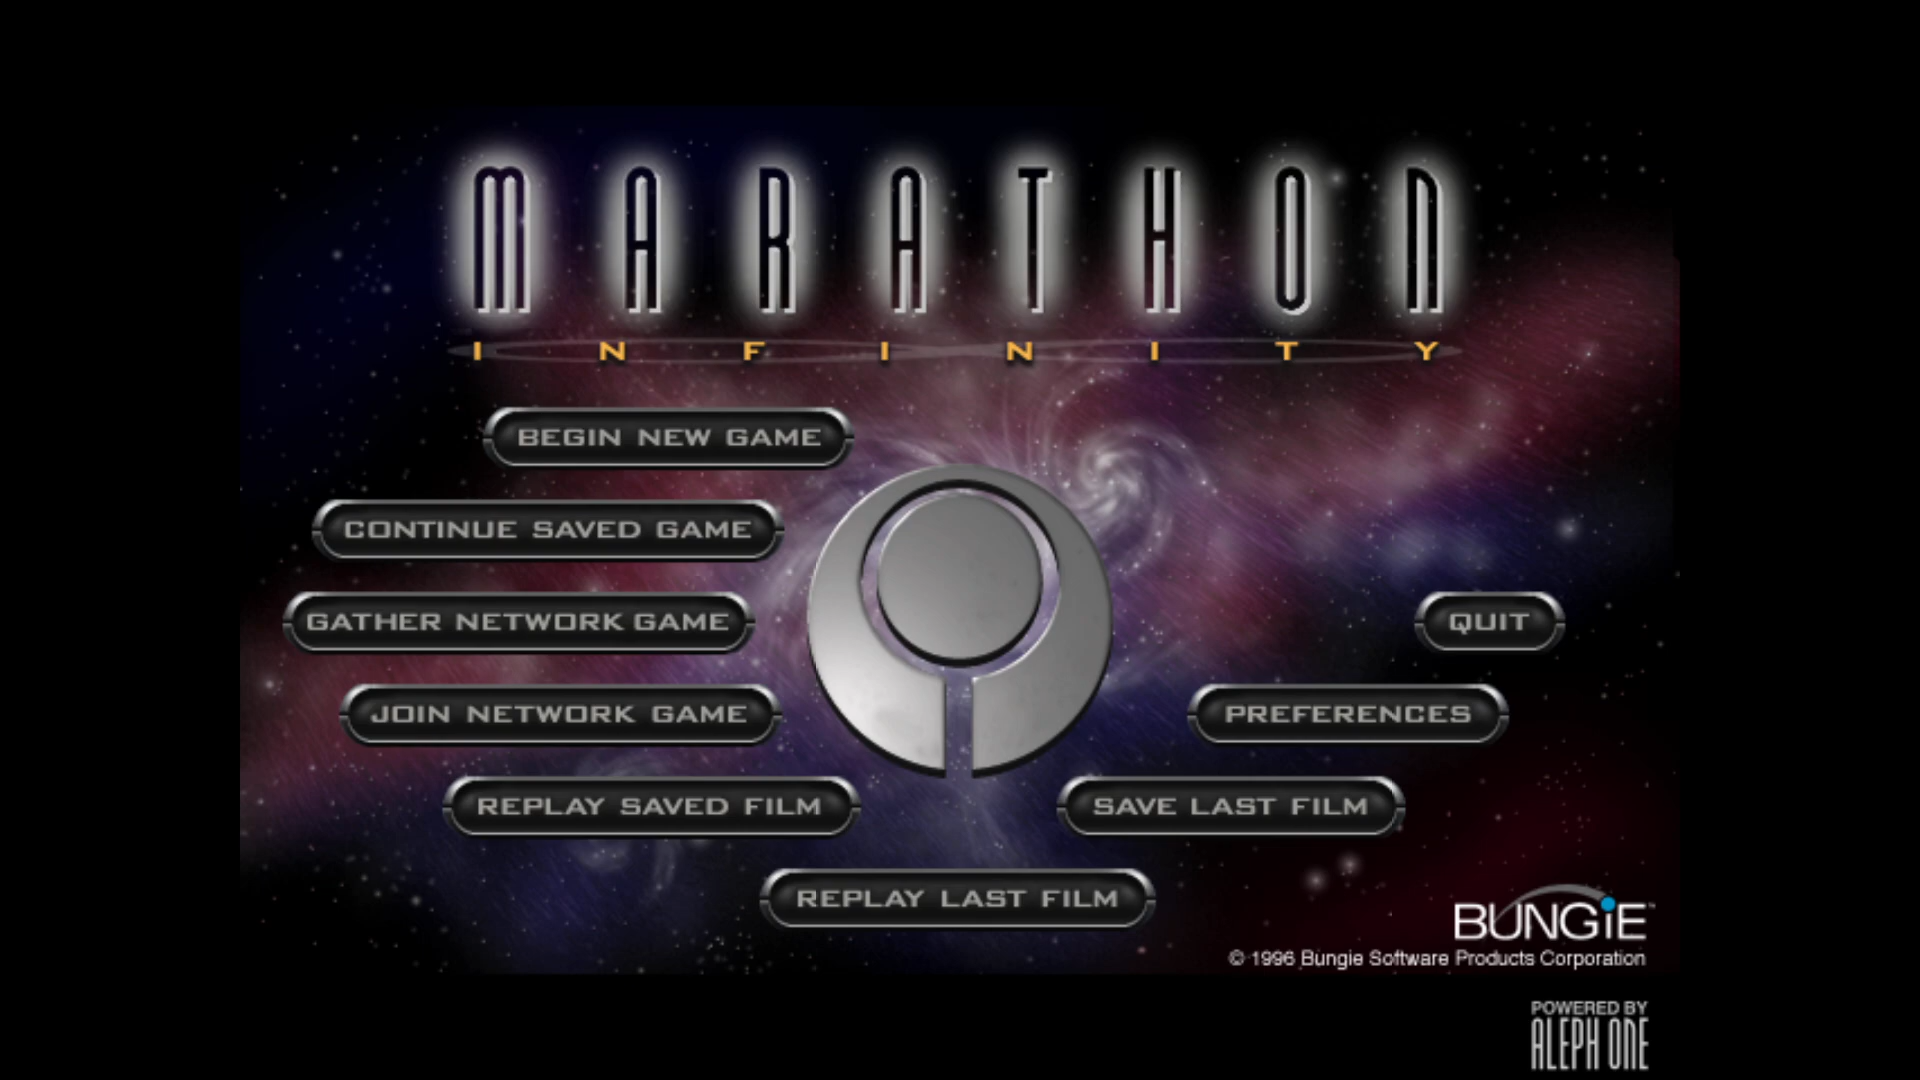 MARATHON
INFINITY
BEGIN NEW GAME
CONTINUE SAVED GAME
GATHER NETWORK GAME
QUIT
JOIN NETWORK GAME
PREFERENCES
REPLAY SAVED FILM
SAVE LAST FILM
REPLAY LAST FILM
BUNGiE™
© 1996 Bungie Software Products Corporation
POWERED BY
ALEPH ONE